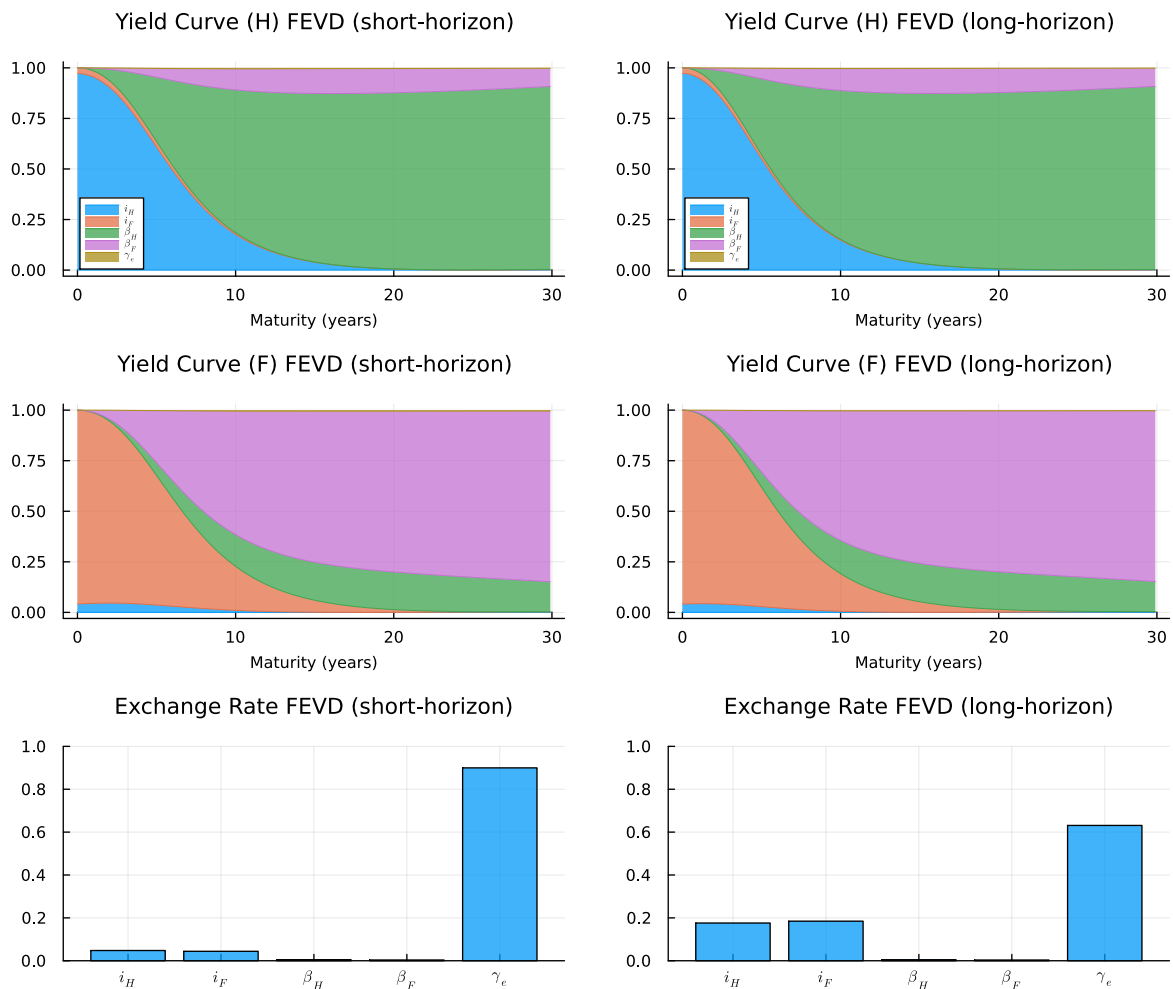 Yield Curve (H) FEVD (short-horizon)
1.00
0.75
0.50
0.25
0.00
i_H
i_F
β_H
β_F
γ_e
0
10
20
30
Maturity (years)
Yield Curve (H) FEVD (long-horizon)
1.00
0.75
0.50
0.25
0.00
i_H
i_F
β_H
β_F
γ_e
0
10
20
30
Maturity (years)
Yield Curve (F) FEVD (short-horizon)
1.00
0.75
0.50
0.25
0.00
0
10
20
30
Maturity (years)
Yield Curve (F) FEVD (long-horizon)
1.00
0.75
0.50
0.25
0.00
0
10
20
30
Maturity (years)
Exchange Rate FEVD (short-horizon)
1.0
0.8
0.6
0.4
0.2
0.0
i_H
i_F
β_H
β_F
γ_e
Exchange Rate FEVD (long-horizon)
1.0
0.8
0.6
0.4
0.2
0.0
i_H
i_F
β_H
β_F
γ_e